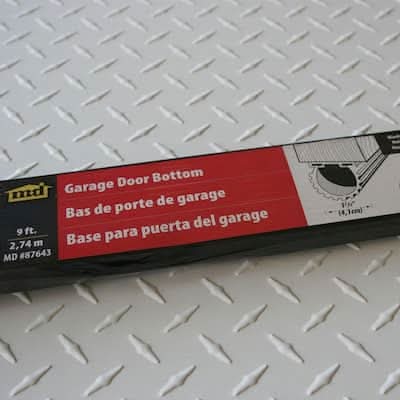 md
9 ft.
2,74 m
MD #87643
Garage Door Bottom
Bas de porte de garage
Base para puerta del garage
(4,1cm)